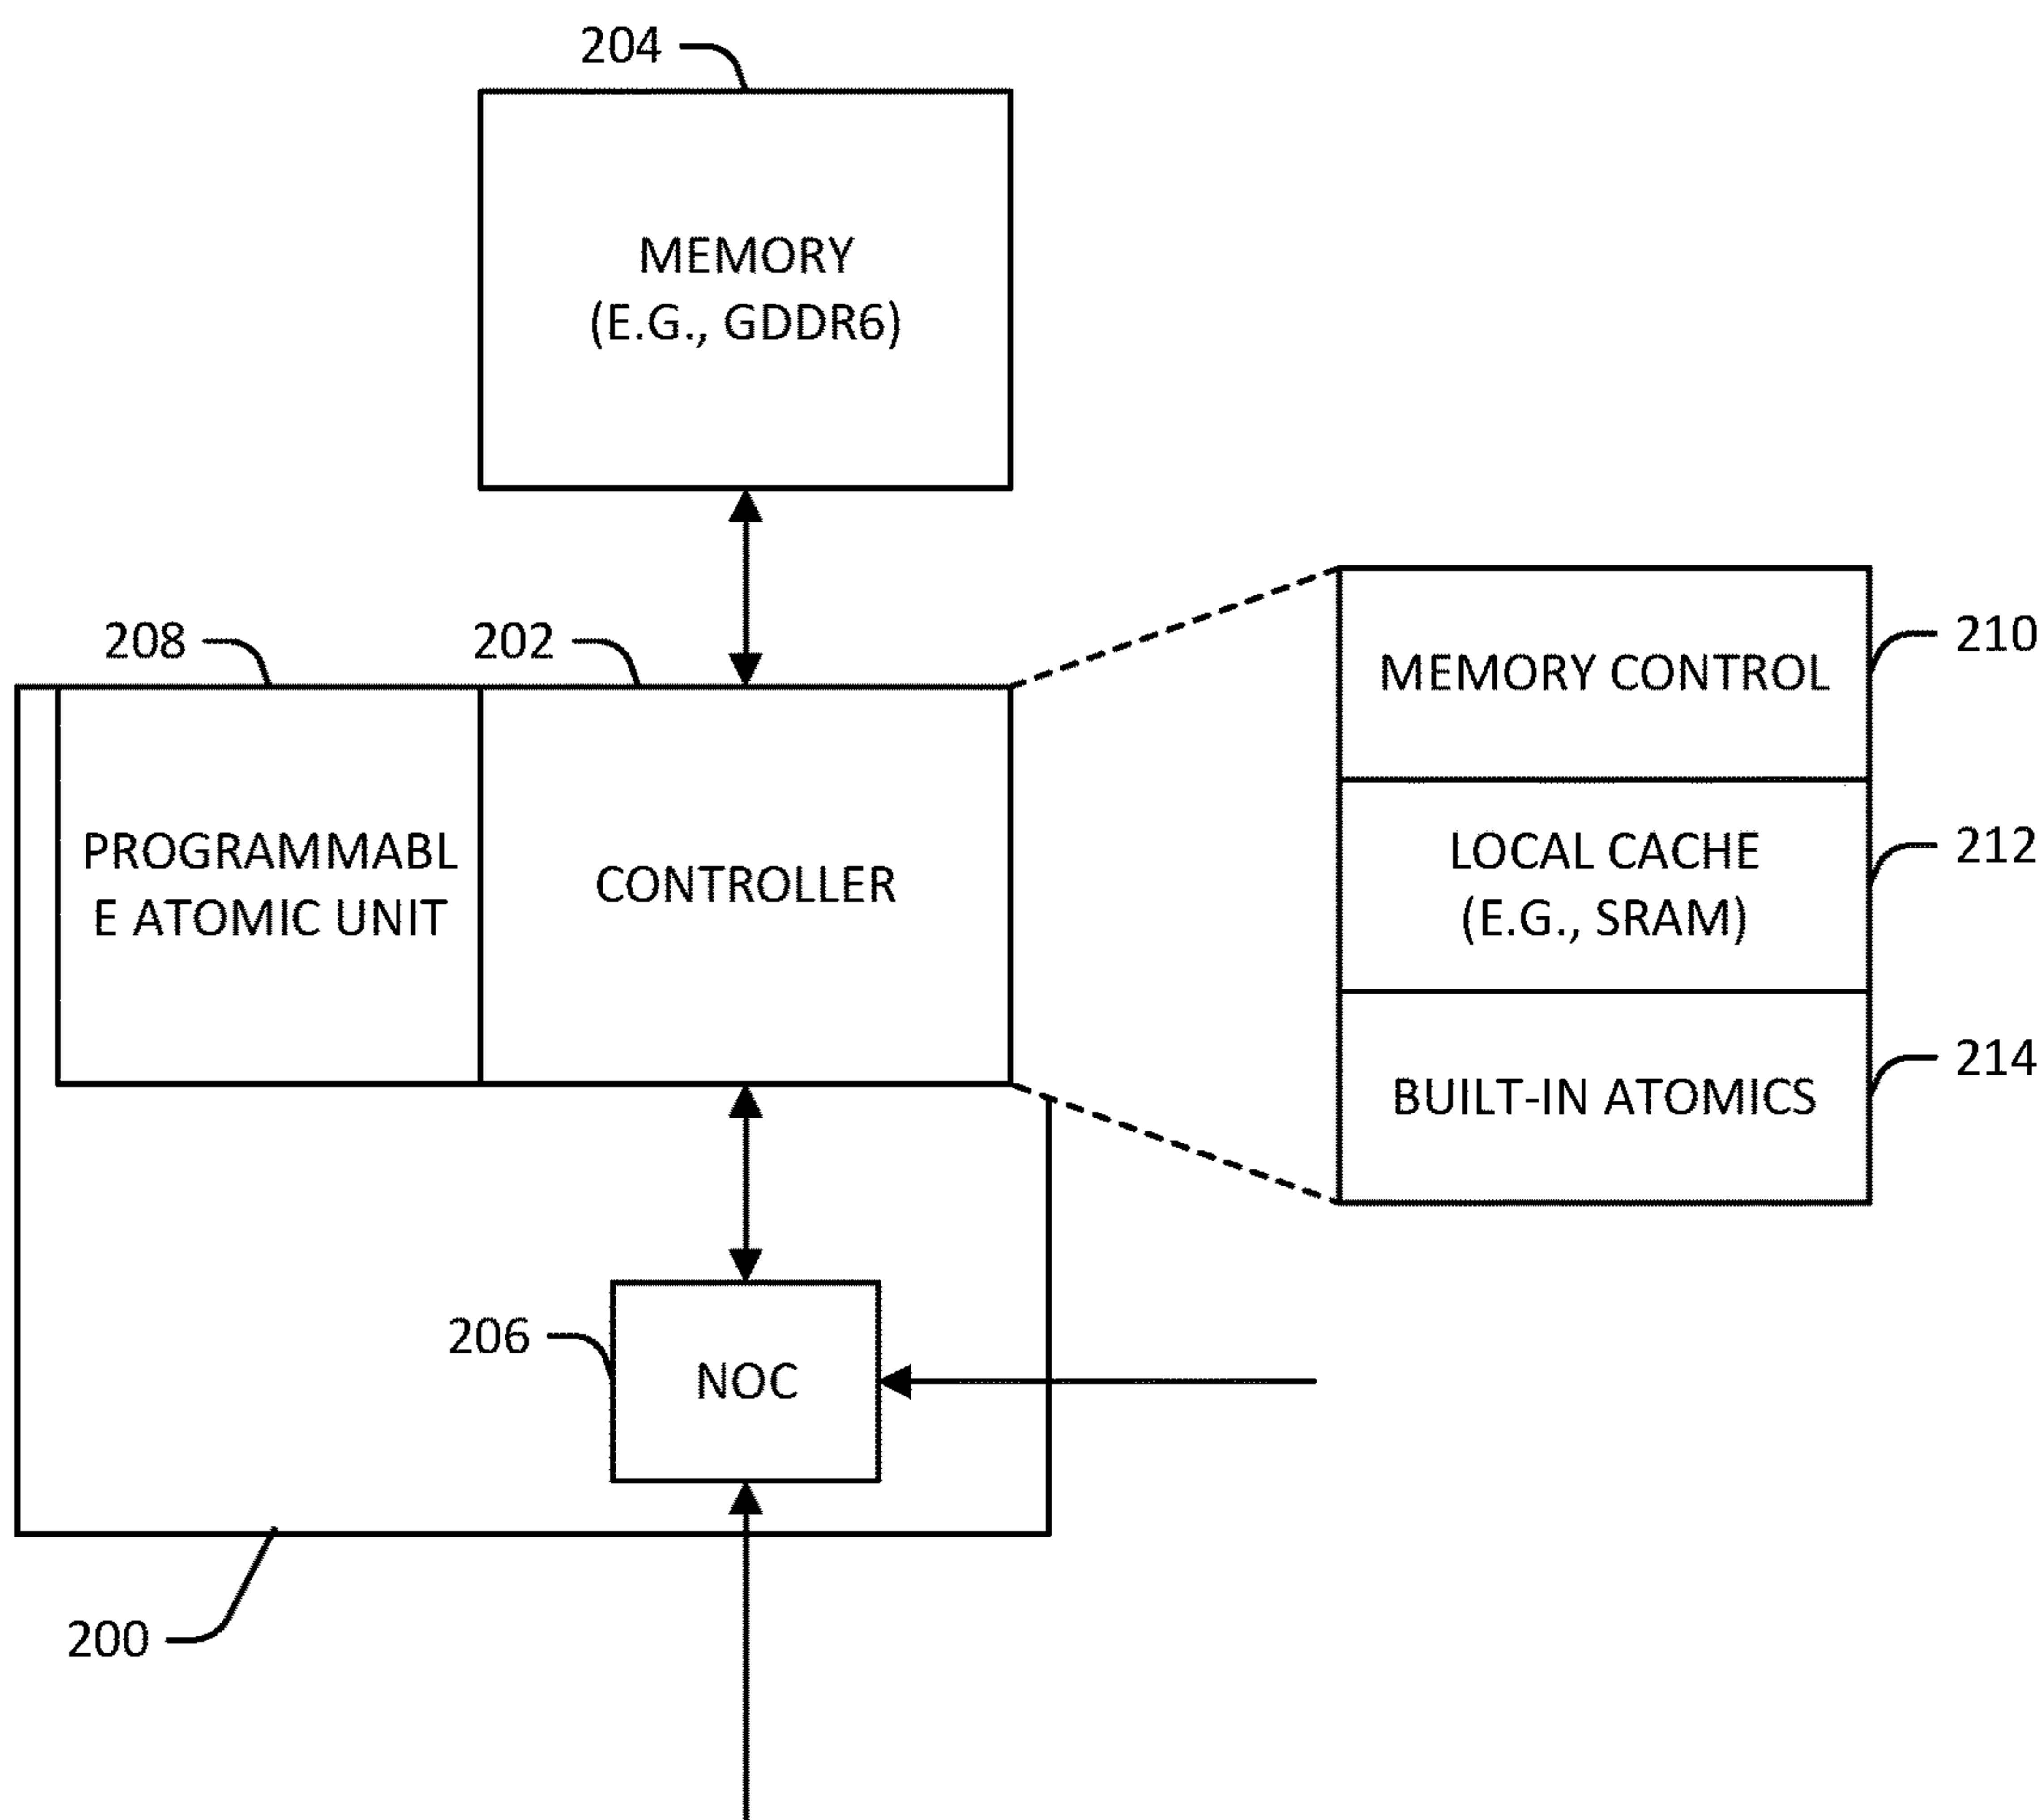 204
MEMORY
(E.G., GDDR6)
208
202
210
MEMORY CONTROL
PROGRAMMABL
E ATOMIC UNIT
CONTROLLER
LOCAL CACHE
(E.G., SRAM)
212
BUILT-IN ATOMICS
214
206
NOC
200